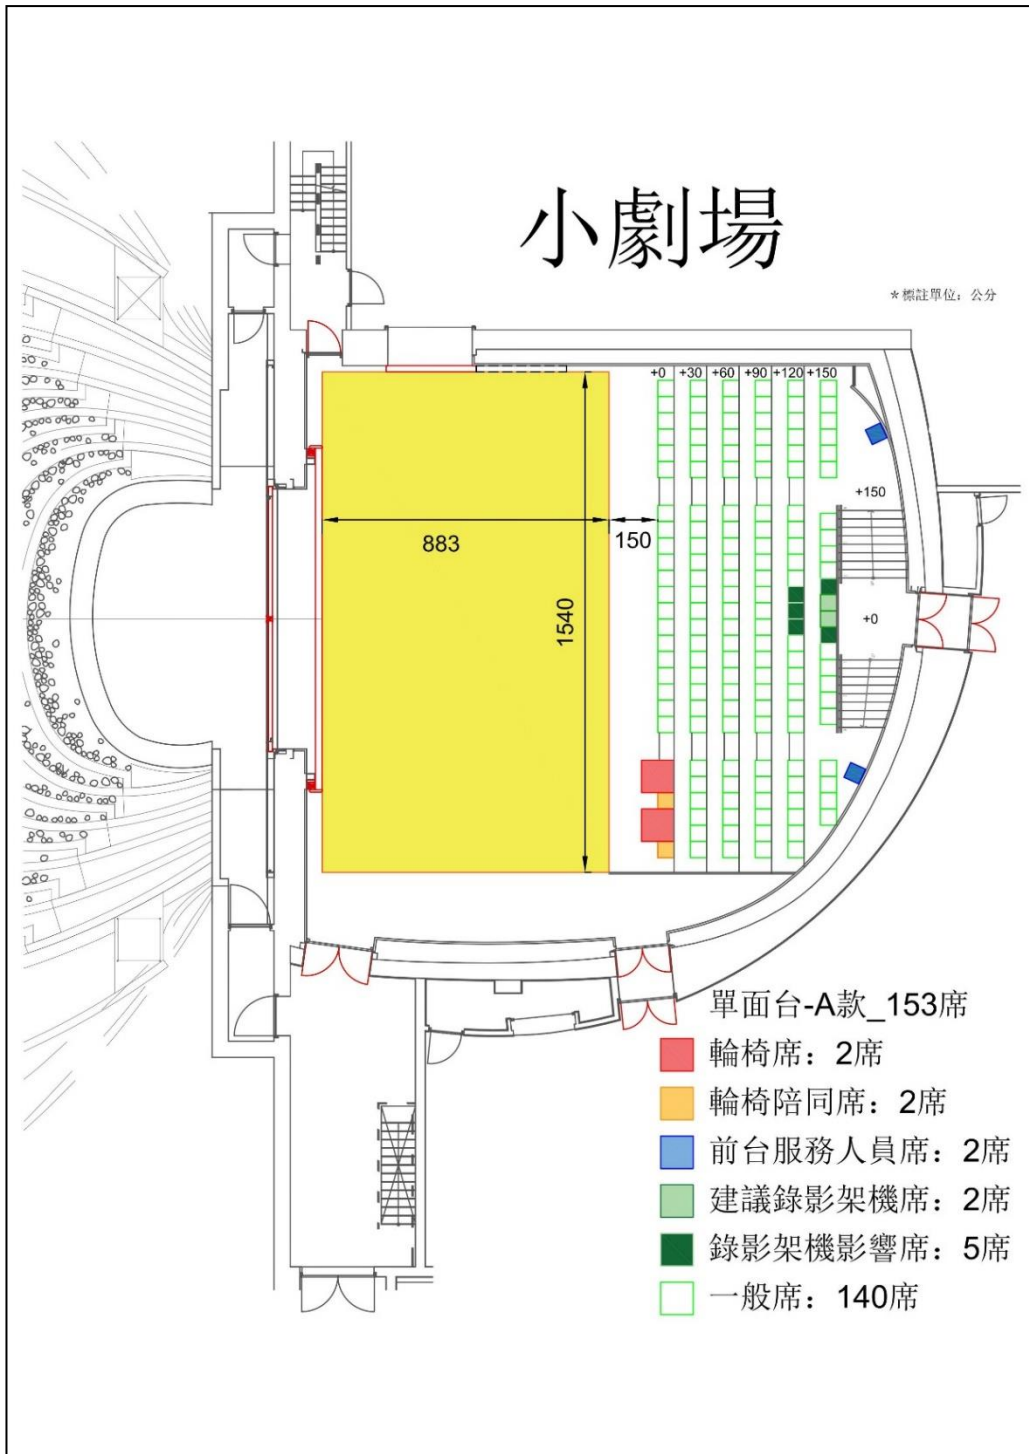 小劇場
*標註單位：公分
+0 +30 +60 +90 +120 +150
+150
883
150
1540
+0
單面台-A款_153席
輪椅席：2席
輪椅陪同席：2席
前台服務人員席：2席
建議錄影架機席：2席
錄影架機影響席：5席
一般席：140席